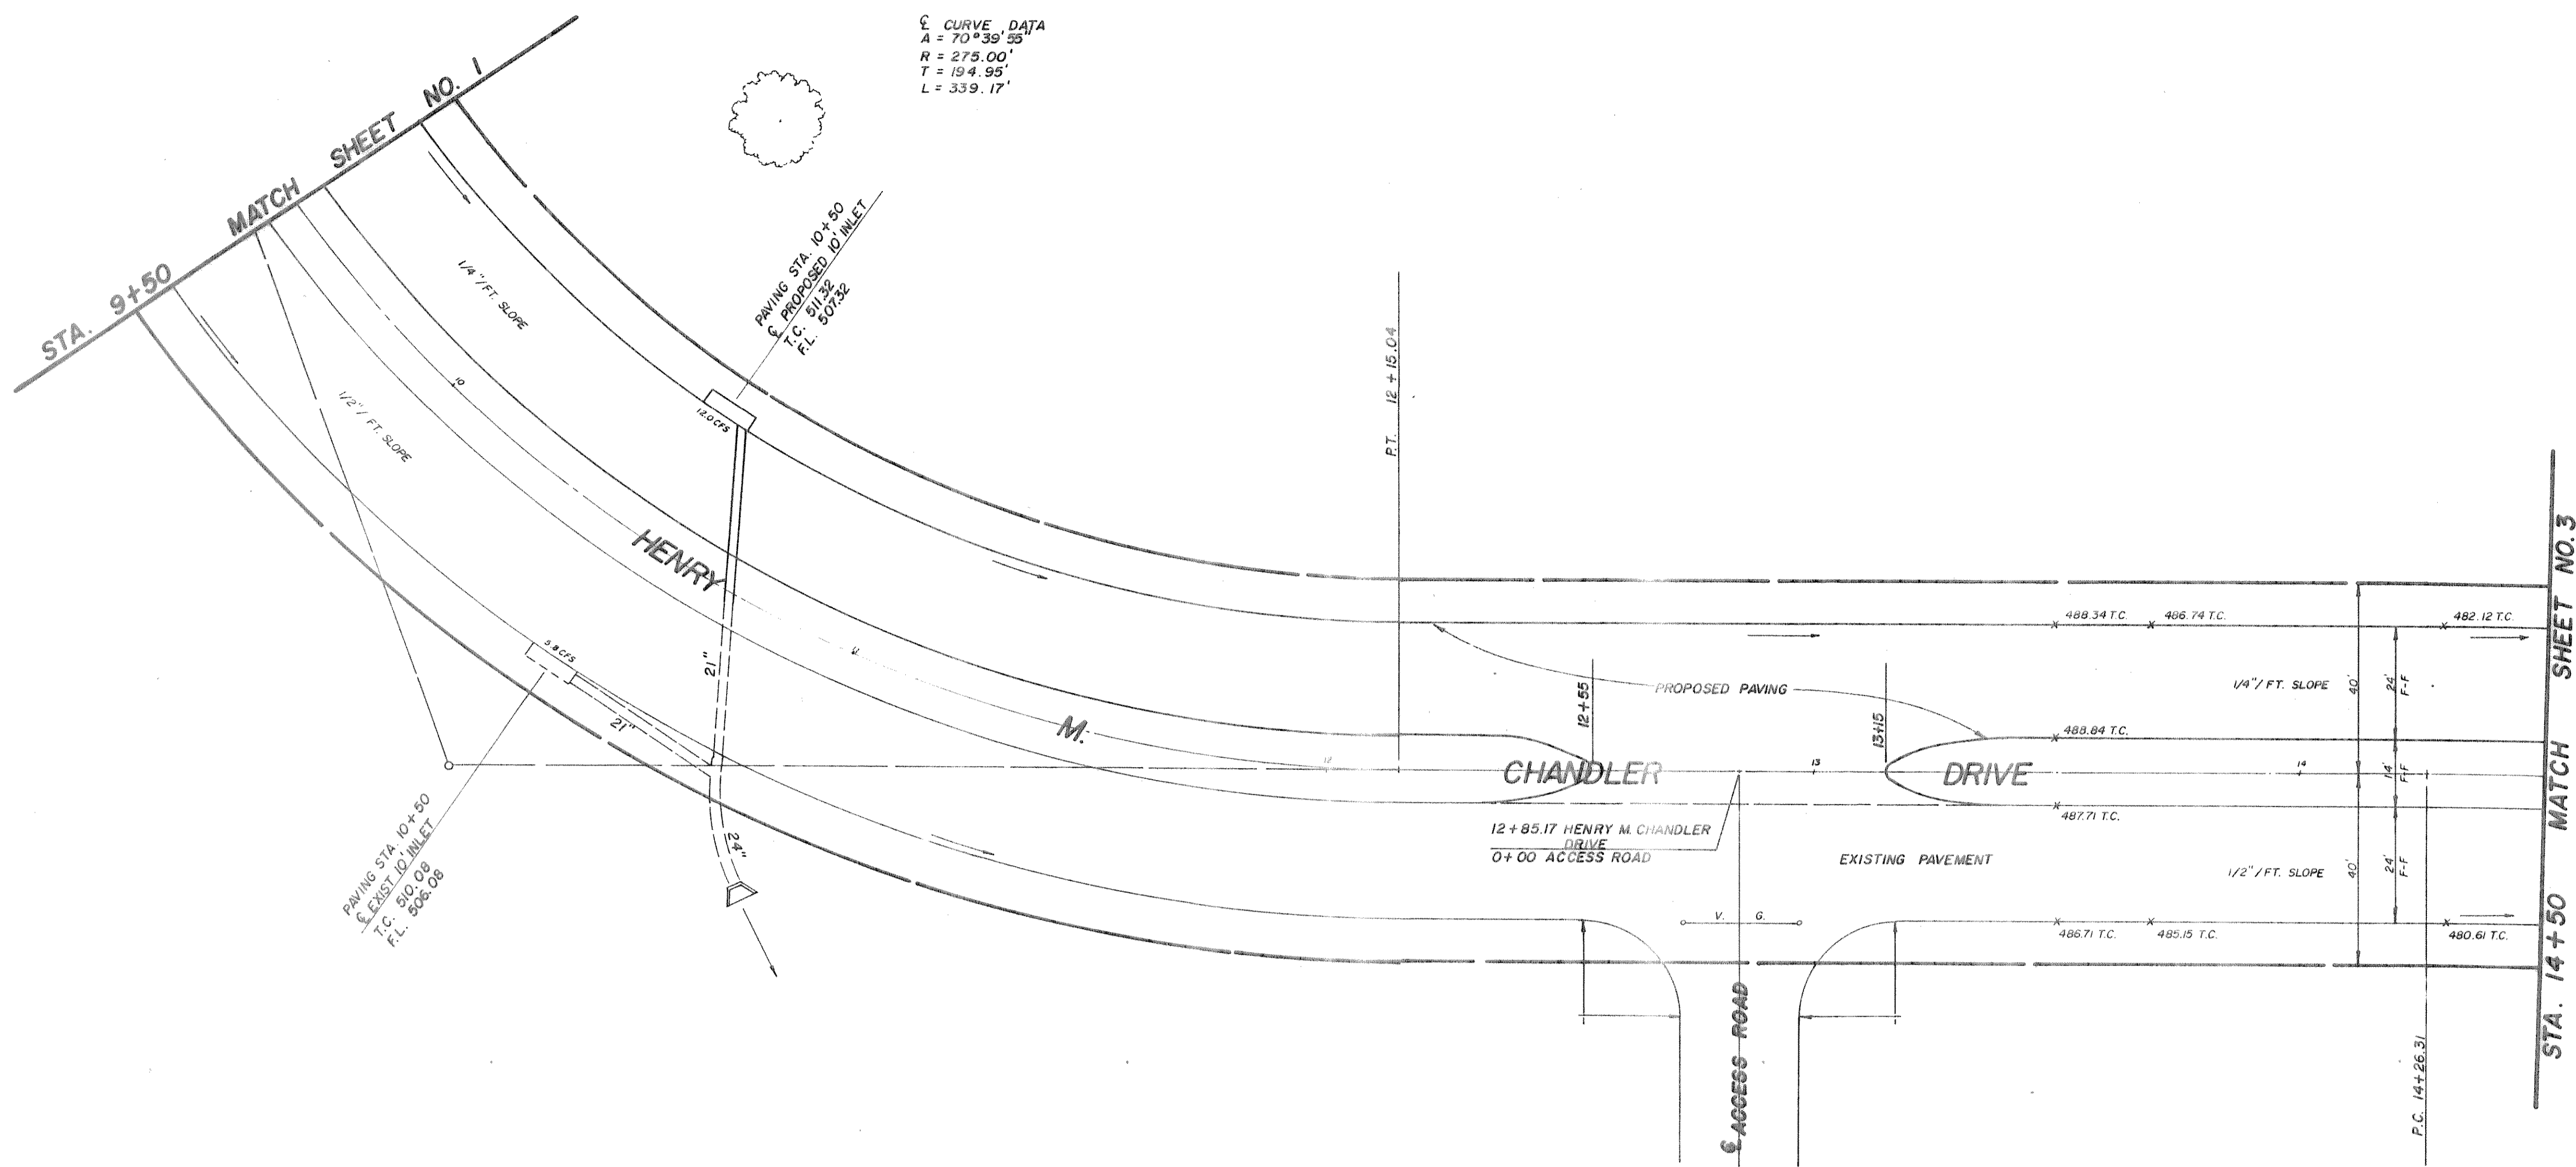 ℄ CURVE DATA
A = 70°39'55"
R = 275.00'
T = 194.95'
L = 339.17'
STA. 9+50 MATCH SHEET NO. 1
1/4"/FT. SLOPE
1/2"/FT. SLOPE
10
PAVING STA. 10+50
℄ PROPOSED 10' INLET
T.C. 511.32
F.L. 507.32
12.0 CFS
HENRY
21"
5.8 CFS
21"
24"
PAVING STA. 10+50
℄ EXIST 10' INLET
T.C. 510.08
F.L. 506.08
M.
12
P.T. 12+15.04
12+55
PROPOSED PAVING
13+15
CHANDLER
13
DRIVE
14
488.34 T.C.
486.74 T.C.
482.12 T.C.
1/4"/FT. SLOPE
40'
24'
F-F
488.84 T.C.
14'
F-F
487.71 T.C.
12+85.17 HENRY M. CHANDLER
DRIVE
0+00 ACCESS ROAD
EXISTING PAVEMENT
1/2"/FT. SLOPE
40'
24'
F-F
V. G.
486.71 T.C.
485.15 T.C.
480.61 T.C.
℄ ACCESS ROAD
P.C. 14+26.31
STA. 14+50 MATCH SHEET NO.3